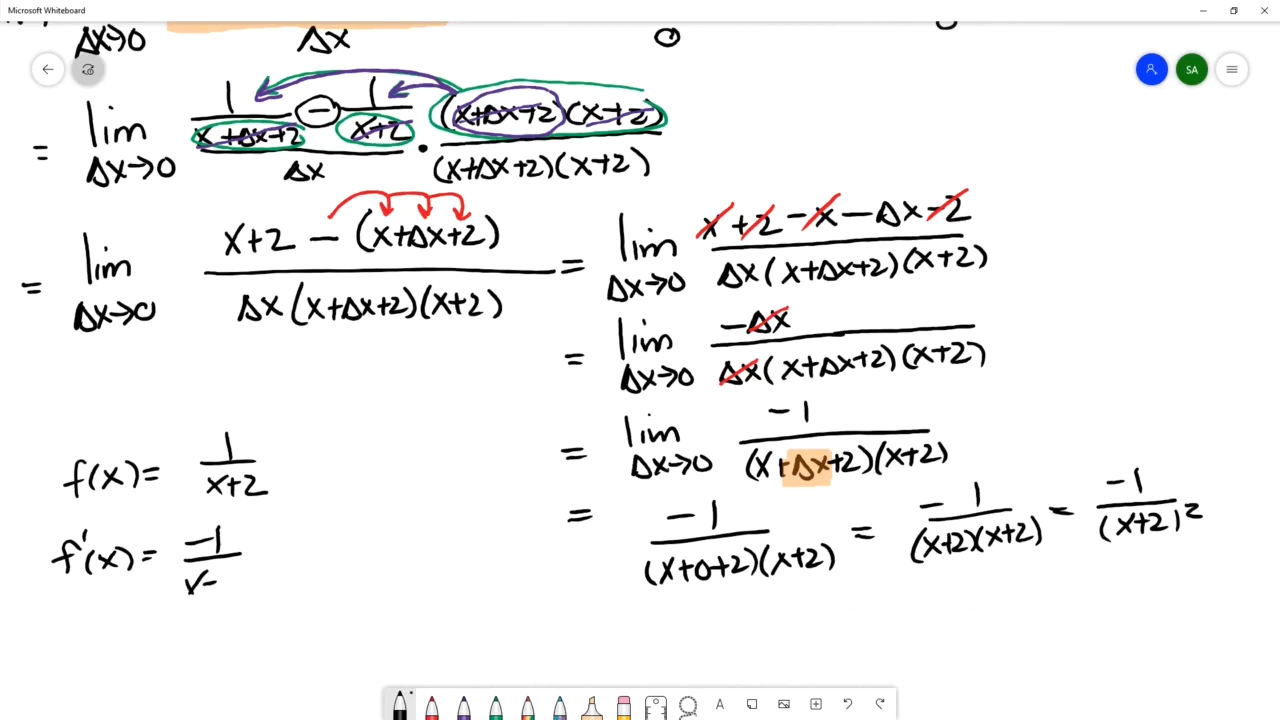 Microsoft Whiteboard
Δx→0 Δx 0
SA
= lim Δx→0 (1/(x+Δx+2) − 1/(x+2))/Δx · ((x+Δx+2)(x+2))/((x+Δx+2)(x+2))
= lim Δx→0 (x+2 − (x+Δx+2))/(Δx(x+Δx+2)(x+2)) = lim Δx→0 (x+2−x−Δx−2)/(Δx(x+Δx+2)(x+2))
= lim Δx→0 (−Δx)/(Δx(x+Δx+2)(x+2))
= lim Δx→0 (−1)/((x+Δx+2)(x+2))
= (−1)/((x+0+2)(x+2)) = −1/((x+2)(x+2)) = (−1)/(x+2)²
f(x) = 1/(x+2)
f'(x) = −1/(x-
A